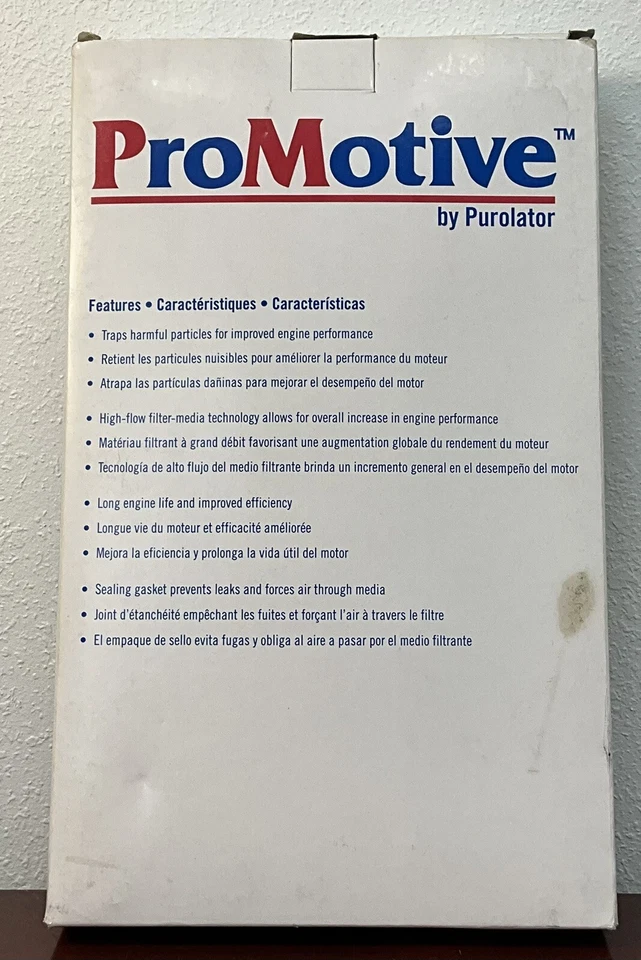 ProMotive™
by Purolator
Features • Caractéristiques • Características
• Traps harmful particles for improved engine performance
• Retient les particules nuisibles pour améliorer la performance du moteur
• Atrapa las partículas dañinas para mejorar el desempeño del motor
• High-flow filter-media technology allows for overall increase in engine performance
• Matériau filtrant à grand débit favorisant une augmentation globale du rendement du moteur
• Tecnología de alto flujo del medio filtrante brinda un incremento general en el desempeño del motor
• Long engine life and improved efficiency
• Longue vie du moteur et efficacité améliorée
• Mejora la eficiencia y prolonga la vida útil del motor
• Sealing gasket prevents leaks and forces air through media
• Joint d'étanchéité empêchant les fuites et forçant l'air à travers le filtre
• El empaque de sello evita fugas y obliga al aire a pasar por el medio filtrante